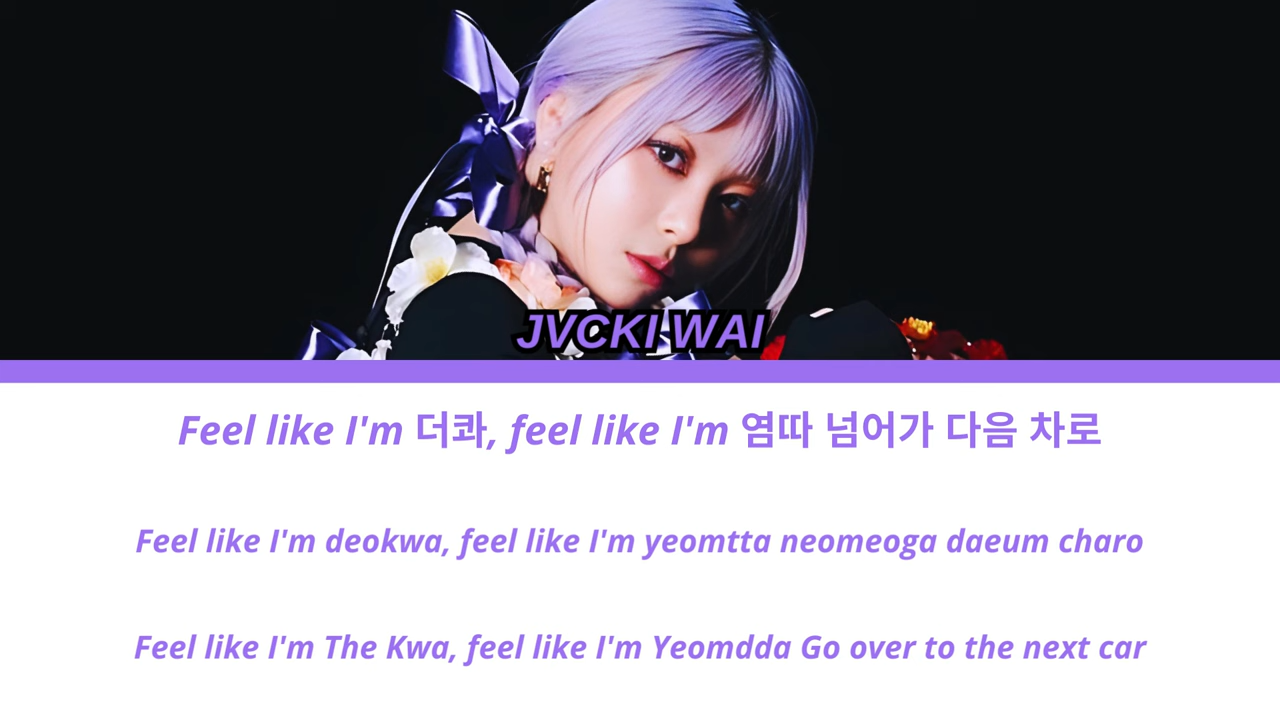 JVCKI WAI
Feel like I'm 더콰, feel like I'm 염따 넘어가 다음 차로
Feel like I'm deokwa, feel like I'm yeomtta neomeoga daeum charo
Feel like I'm The Kwa, feel like I'm Yeomdda Go over to the next car